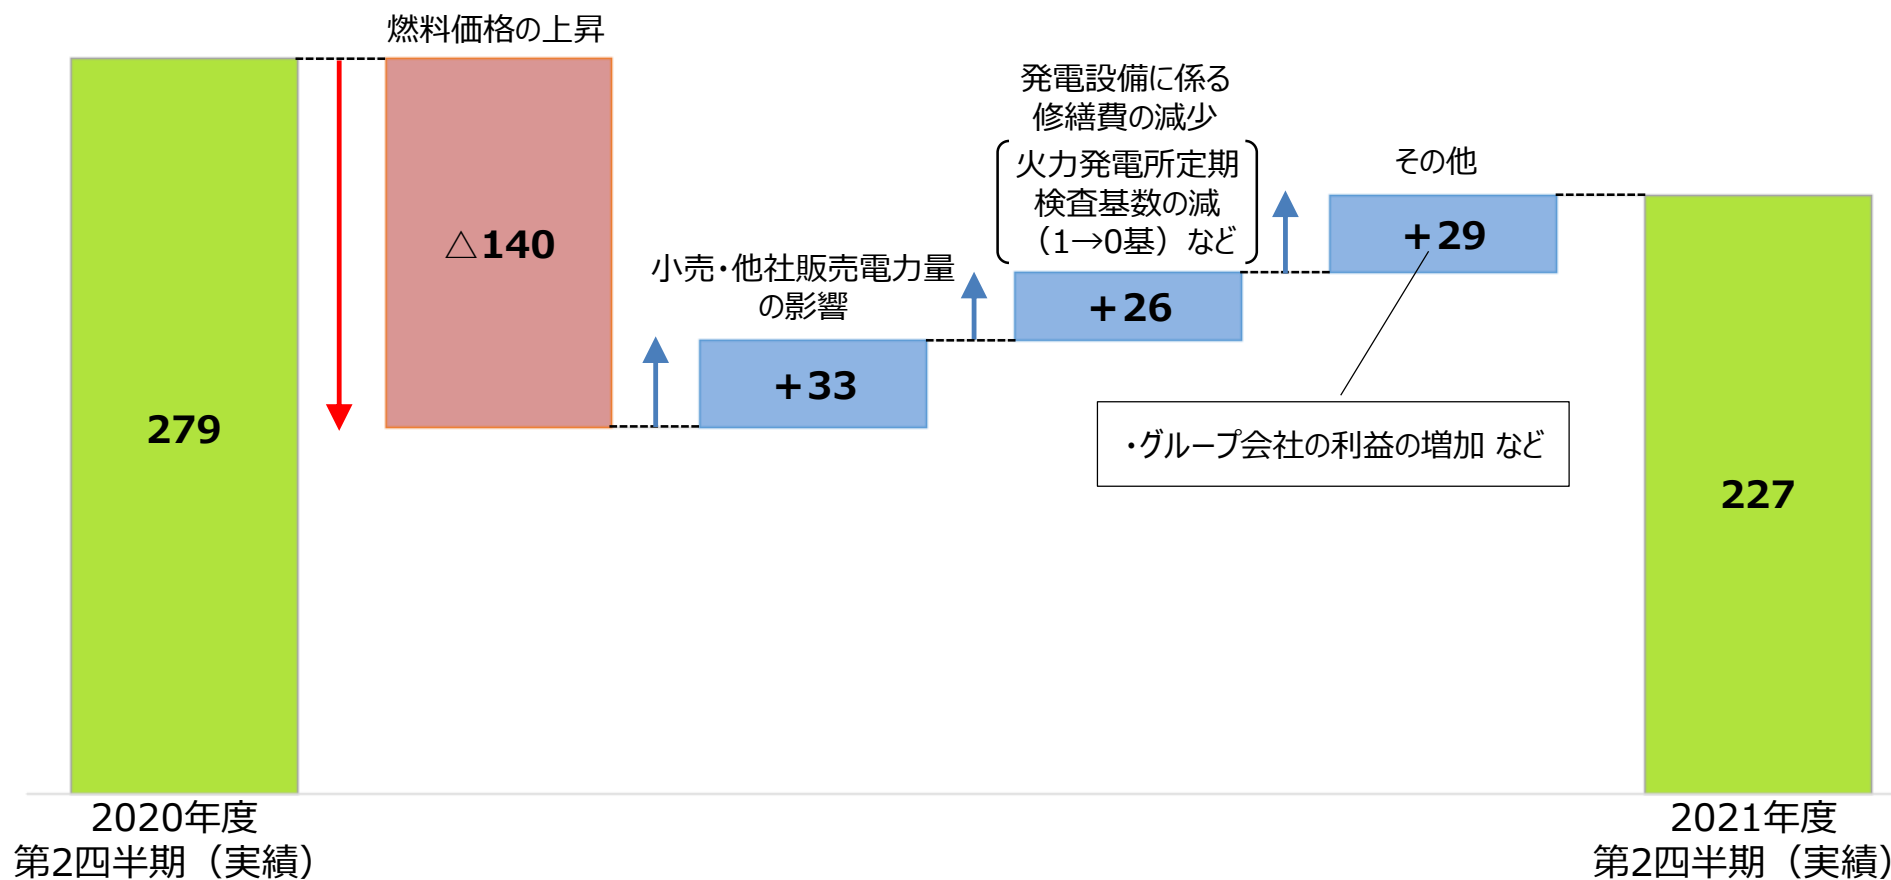 燃料価格の上昇
△140
279
小売・他社販売電力量
の影響
+33
発電設備に係る
修繕費の減少
火力発電所定期
検査基数の減
（1→0基）など
+26
その他
+29
・グループ会社の利益の増加 など
227
2020年度
第2四半期（実績）
2021年度
第2四半期（実績）